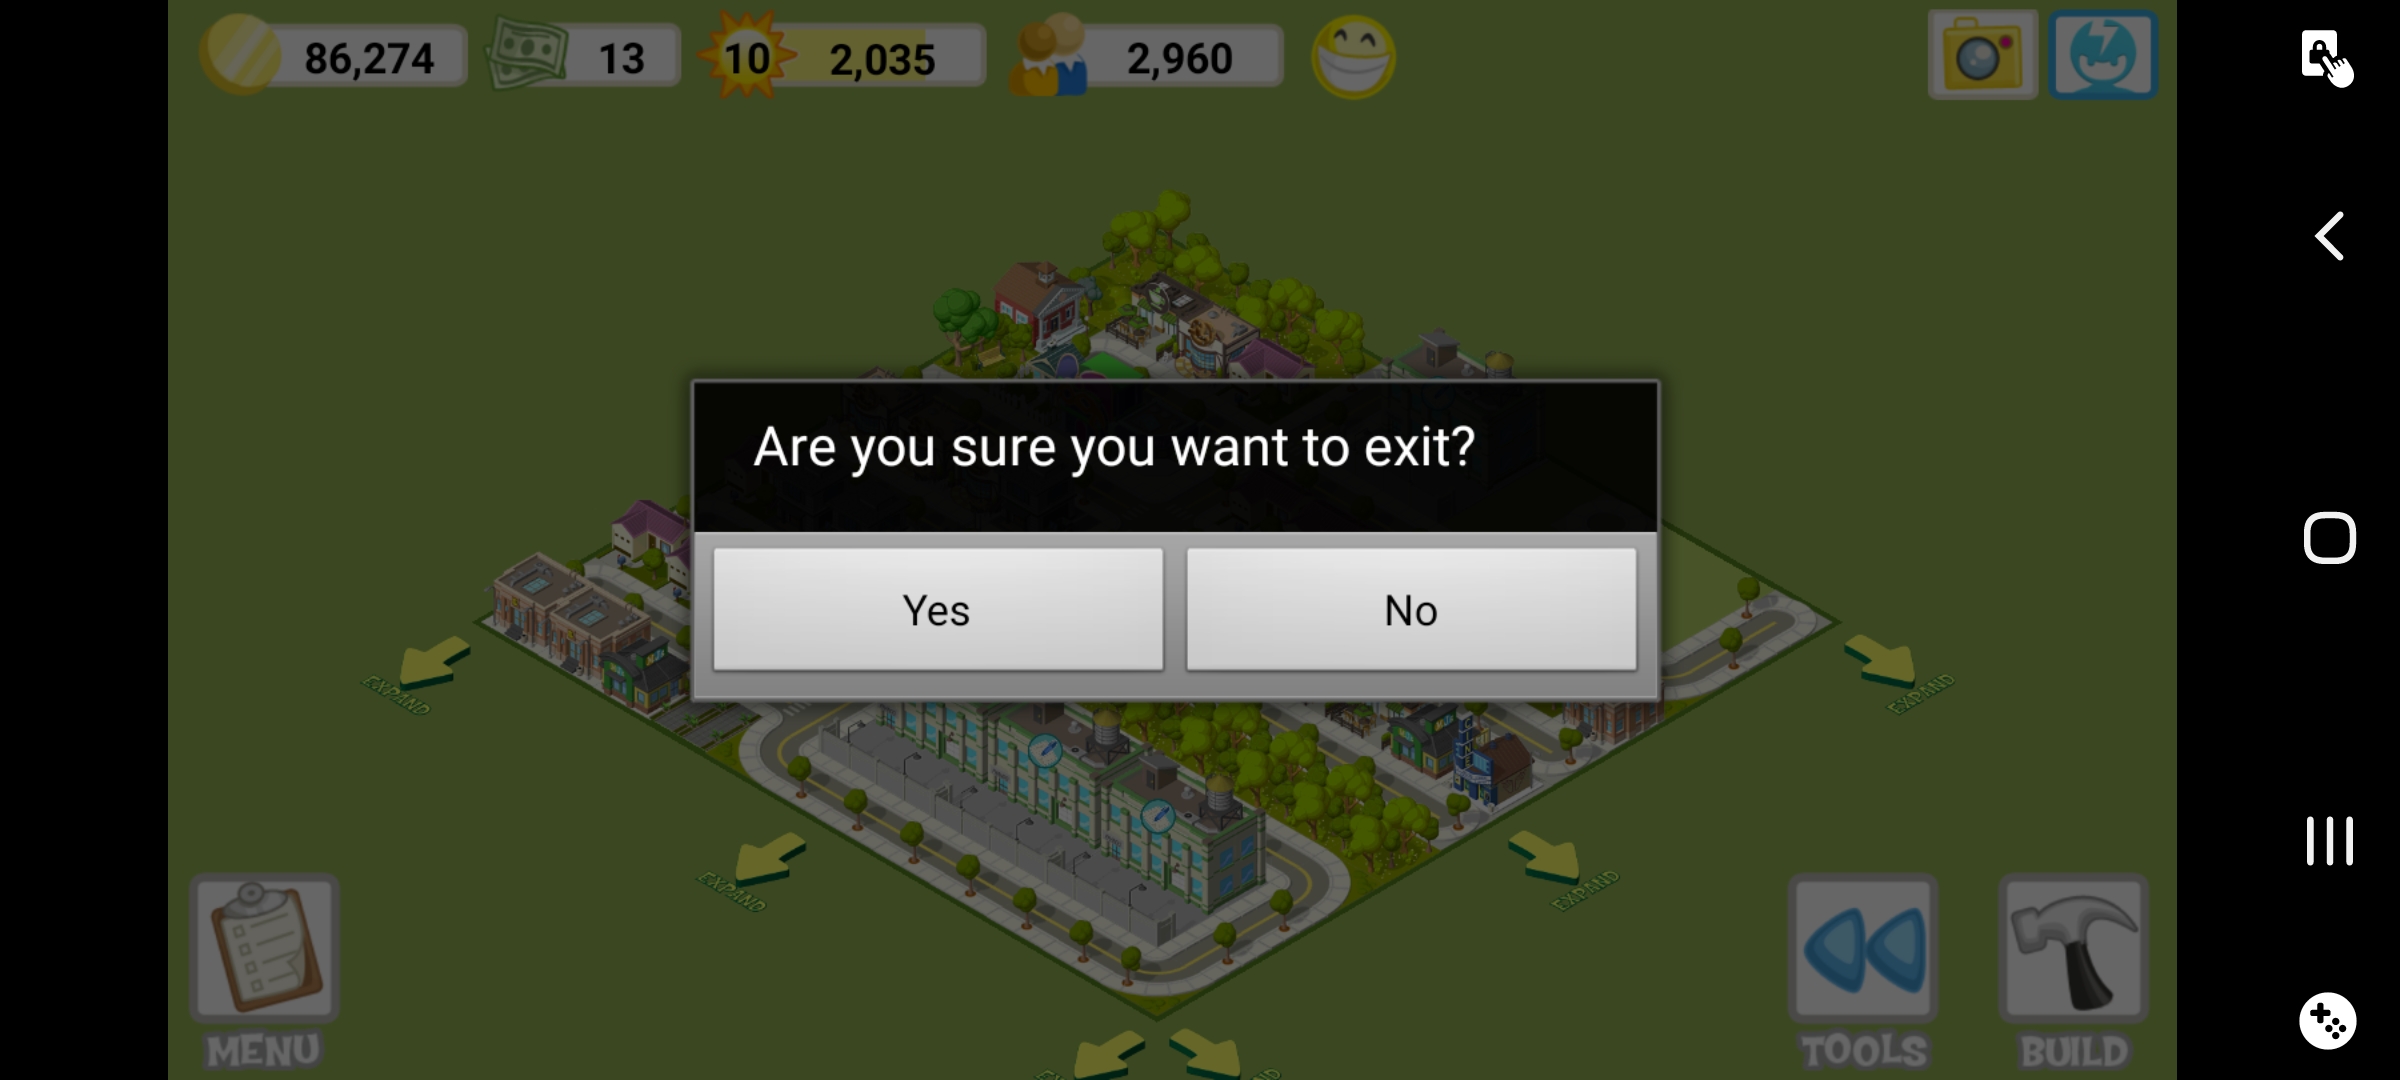 86,274
13
10
2,035
2,960
Are you sure you want to exit?
Yes
No
EXPAND
EXPAND
EXPAND
EXPAND
MENU
TOOLS
BUILD